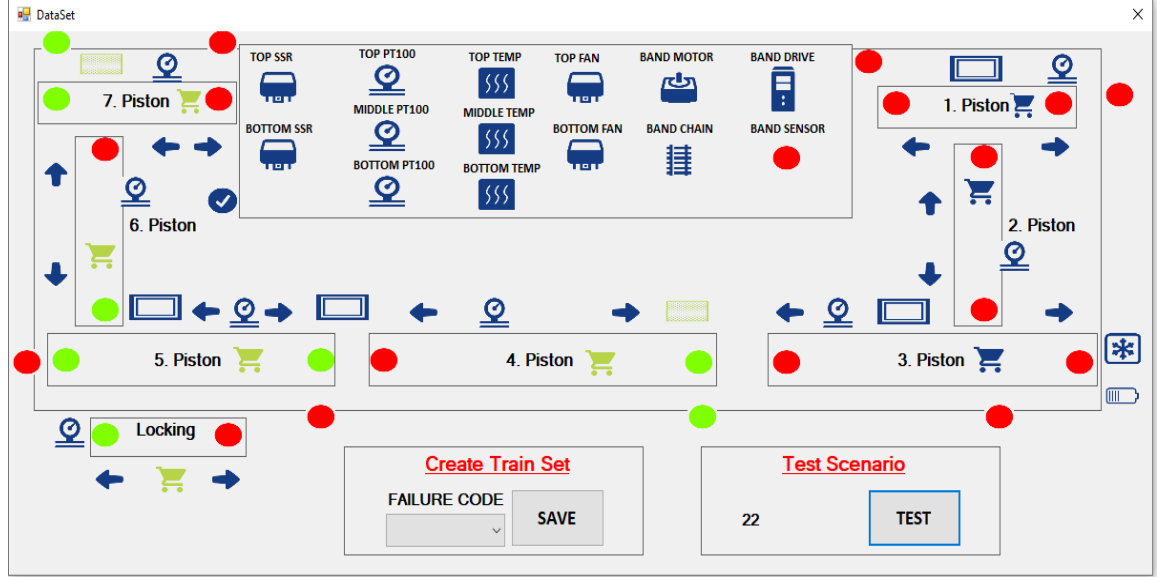 DataSet
TOP SSR
TOP PT100
TOP TEMP
TOP FAN
BAND MOTOR
BAND DRIVE
7. Piston
1. Piston
MIDDLE PT100
MIDDLE TEMP
BOTTOM SSR
BOTTOM FAN
BAND CHAIN
BAND SENSOR
BOTTOM PT100
BOTTOM TEMP
6. Piston
2. Piston
5. Piston
4. Piston
3. Piston
Locking
Create Train Set
FAILURE CODE
SAVE
Test Scenario
22
TEST